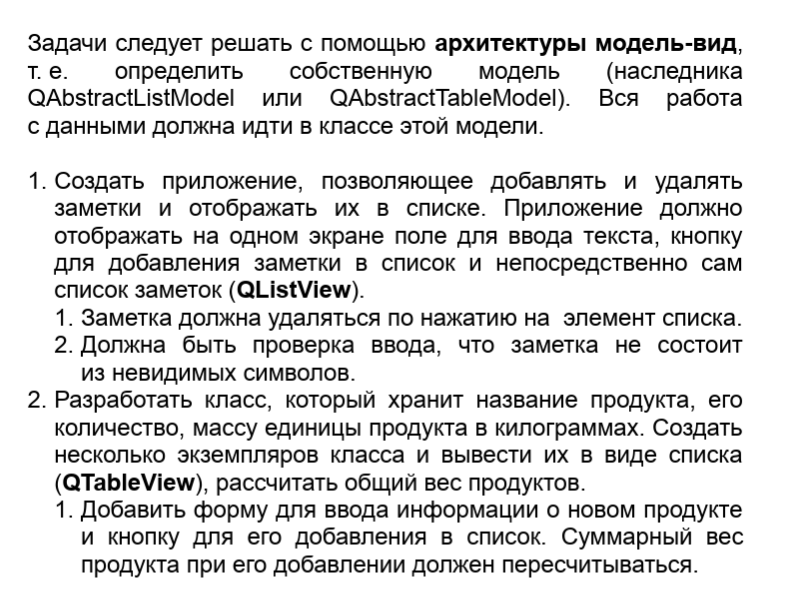 Задачи следует решать с помощью архитектуры модель-вид,
т. е. определить собственную модель (наследника
QAbstractListModel или QAbstractTableModel). Вся работа
с данными должна идти в классе этой модели.
1. Создать приложение, позволяющее добавлять и удалять
заметки и отображать их в списке. Приложение должно
отображать на одном экране поле для ввода текста, кнопку
для добавления заметки в список и непосредственно сам
список заметок (QListView).
1. Заметка должна удаляться по нажатию на элемент списка.
2. Должна быть проверка ввода, что заметка не состоит
из невидимых символов.
2. Разработать класс, который хранит название продукта, его
количество, массу единицы продукта в килограммах. Создать
несколько экземпляров класса и вывести их в виде списка
(QTableView), рассчитать общий вес продуктов.
1. Добавить форму для ввода информации о новом продукте
и кнопку для его добавления в список. Суммарный вес
продукта при его добавлении должен пересчитываться.